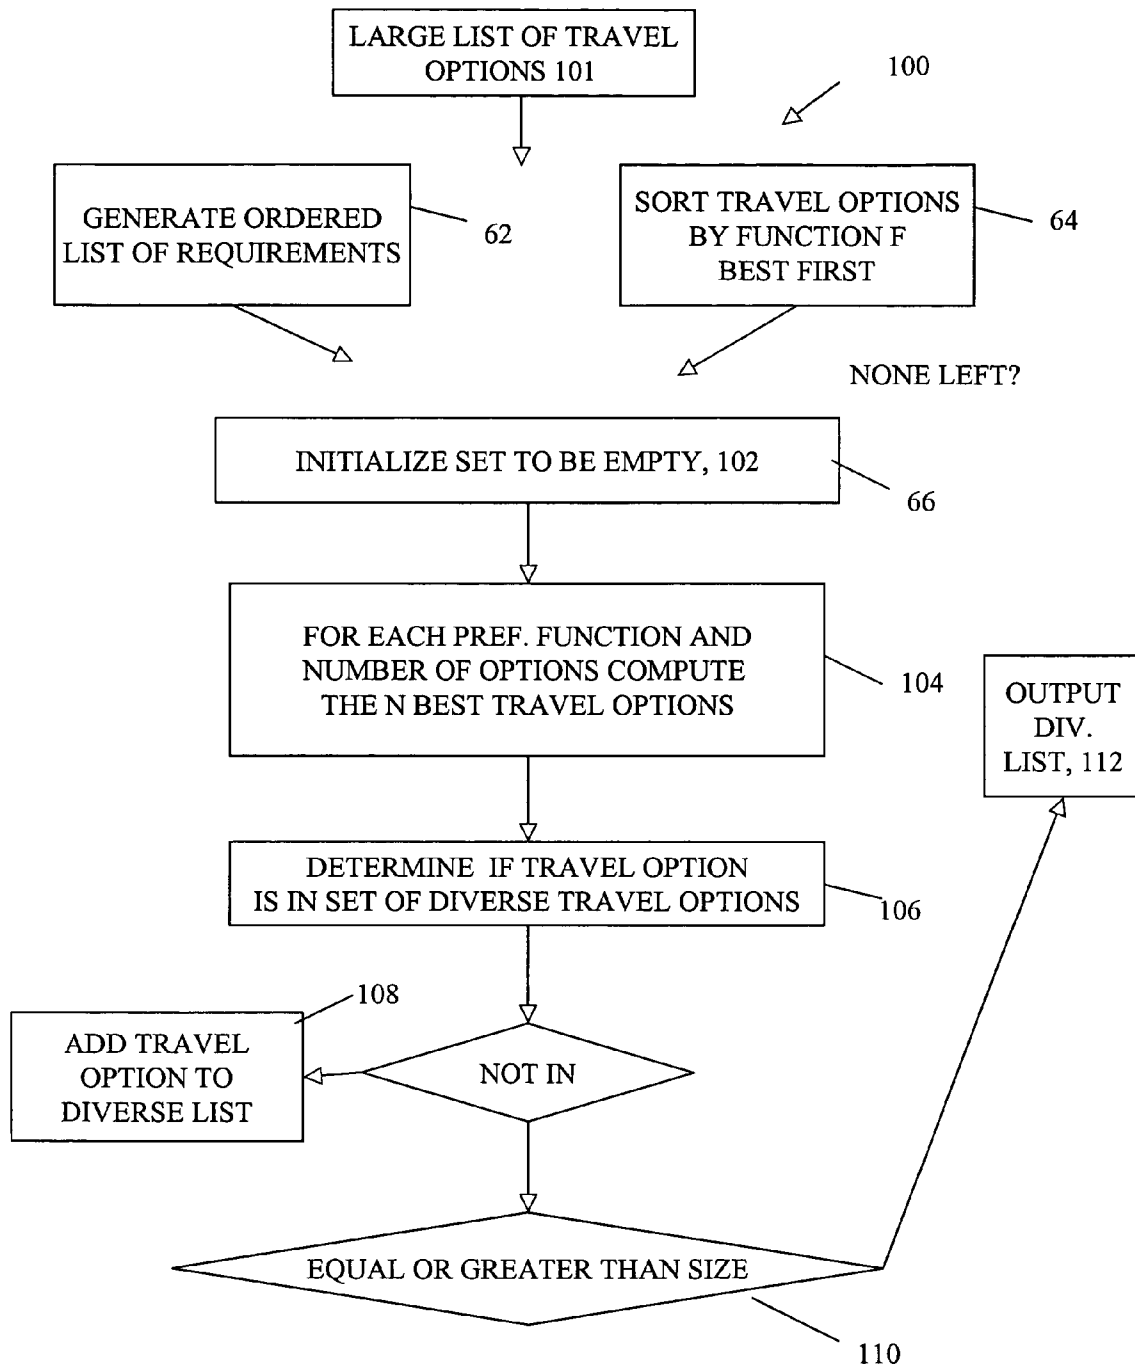 LARGE LIST OF TRAVEL
OPTIONS 101
100
GENERATE ORDERED
LIST OF REQUIREMENTS
62
SORT TRAVEL OPTIONS
BY FUNCTION F
BEST FIRST
64
NONE LEFT?
INITIALIZE SET TO BE EMPTY, 102
66
FOR EACH PREF. FUNCTION AND
NUMBER OF OPTIONS COMPUTE
THE N BEST TRAVEL OPTIONS
104
OUTPUT
DIV.
LIST, 112
DETERMINE IF TRAVEL OPTION
IS IN SET OF DIVERSE TRAVEL OPTIONS
106
108
ADD TRAVEL
OPTION TO
DIVERSE LIST
NOT IN
EQUAL OR GREATER THAN SIZE
110